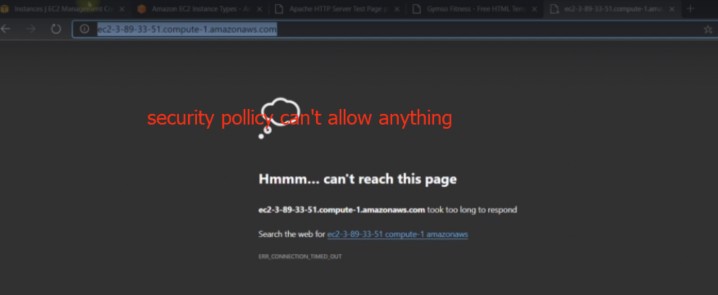 Instances | EC2 Management C
Amazon EC2 Instance Types – A
Apache HTTP Server Test Page
Fitness - Free HTML Tem
ec2-3-89-33-51.compute-1.ama
ec2-3-89-33-51.compute-1.amazonaws.com
security pollicy can't allow anything
Hmmm... can't reach this page
ec2-3-89-33-51.compute-1.amazonaws.com took too long to respond
Search the web for ec2-3-89-33-51 compute-1 amazonaws
ERR_CONNECTION_TIMED_OUT